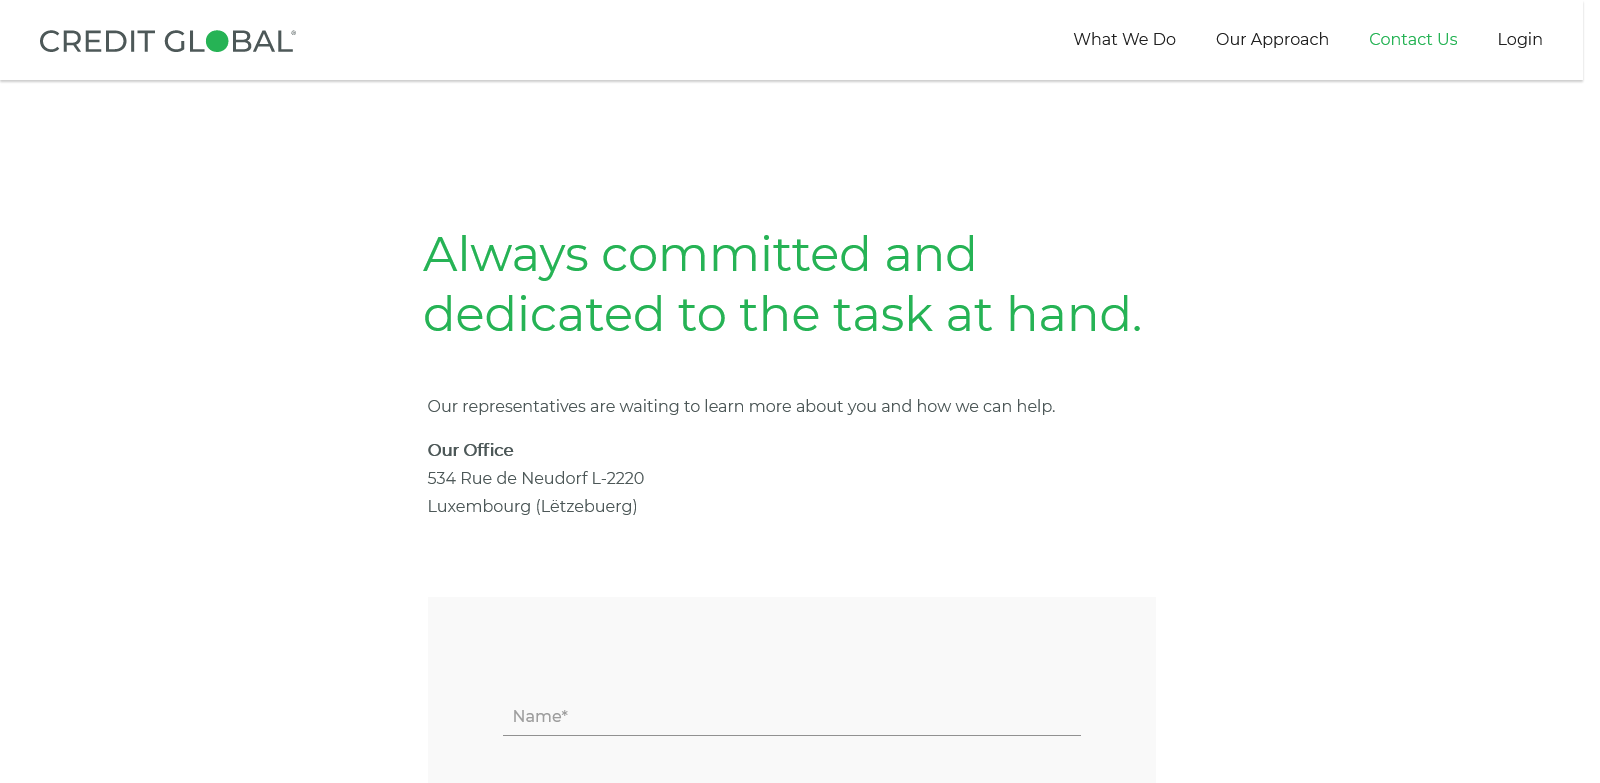 CREDIT GLOBAL®
What We Do
Our Approach
Contact Us
Login
Always committed and
dedicated to the task at hand.
Our representatives are waiting to learn more about you and how we can help.
Our Office
534 Rue de Neudorf L-2220
Luxembourg (Lëtzebuerg)
Name*